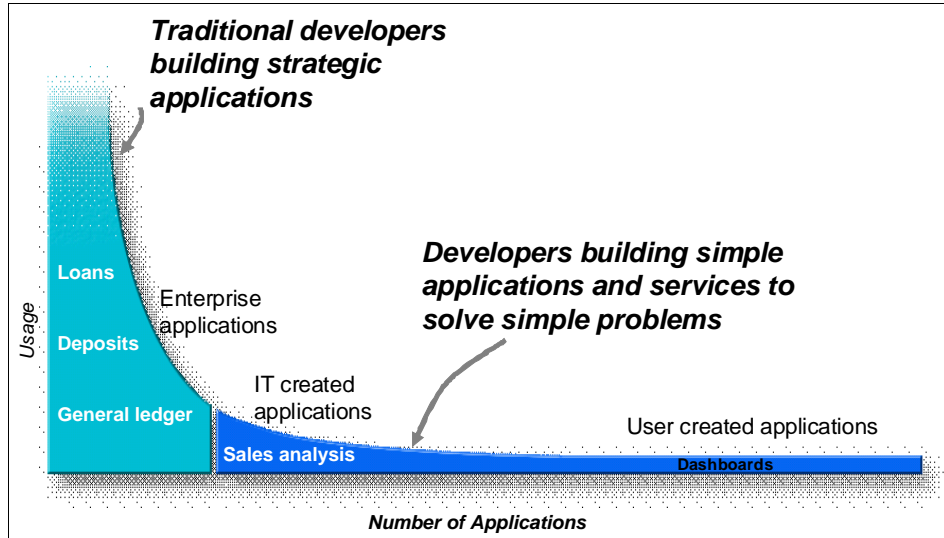 Traditional developers
building strategic
applications
Developers building simple
applications and services to
solve simple problems
Loans
Enterprise
applications
Usage
Deposits
IT created
applications
General ledger
User created applications
Sales analysis
Dashboards
Number of Applications